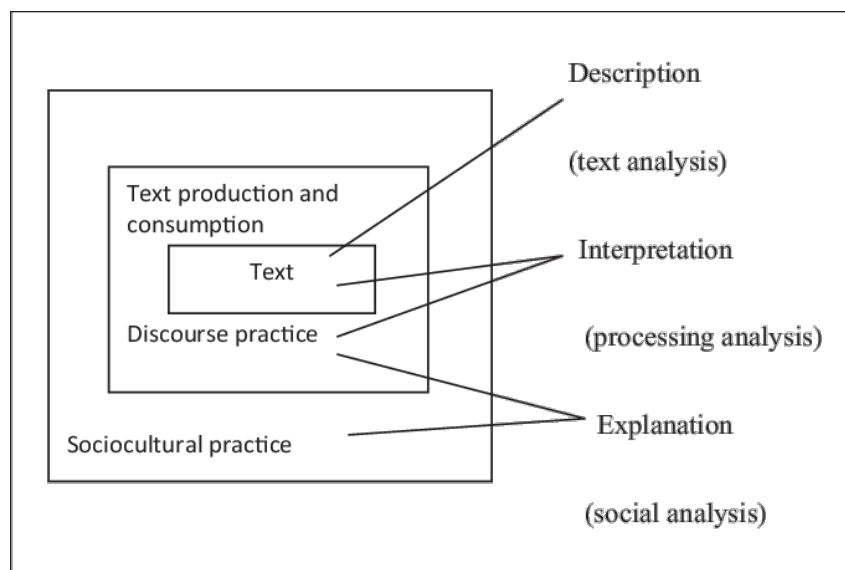 Description
(text analysis)
Text production and
consumption
Text
Interpretation
Discourse practice
(processing analysis)
Explanation
Sociocultural practice
(social analysis)